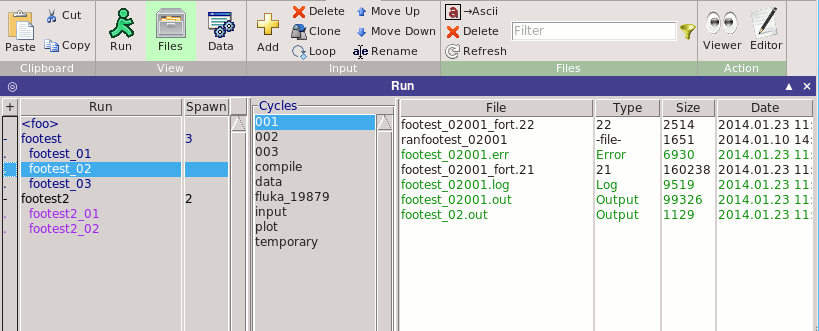 Cut
Copy
Paste
Clipboard
Run
Files
Data
View
Add
Delete
Clone
Loop
Move Up
Move Down
Rename
Input
a →Ascii
Delete
Refresh
Filter
Files
Viewer
Editor
Action
Run
+ Run Spawn
<foo>
- footest 3
. footest_01
footest_02
. footest_03
- footest2 2
. footest2_01
. footest2_02
Cycles
001
002
003
compile
data
fluka_19879
input
plot
temporary
File Type Size Date
footest_02001_fort.22 22 2514 2014.01.23 11:
ranfootest_02001 -file- 1651 2014.01.10 14:
footest_02001.err Error 6930 2014.01.23 11:
footest_02001_fort.21 21 160238 2014.01.23 11:
footest_02001.log Log 9519 2014.01.23 11:
footest_02001.out Output 99326 2014.01.23 11:
footest_02.out Output 1129 2014.01.23 11: